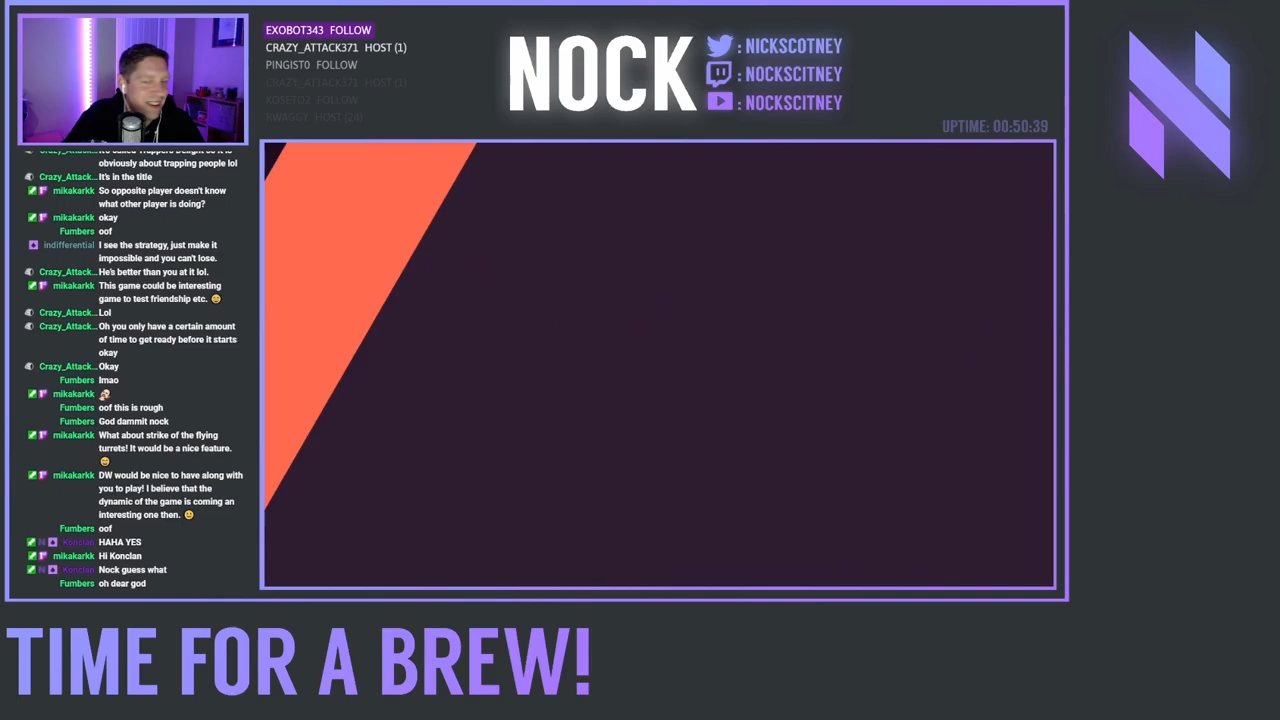 EXOBOT343 FOLLOW
CRAZY_ATTACK371 HOST (1)
PINGIST0 FOLLOW
CRAZY_ATTACK371 HOST (1)
KOSETO2 FOLLOW
RWAGGY HOST (24)
NOCK
: NICKSCOTNEY
: NOCKSCITNEY
: NOCKSCITNEY
UPTIME: 00:50:39
obviously about trapping people lol
Crazy_Attack... It's in the title
mikakarkk So opposite player doesn't know
what other player is doing?
mikakarkk okay
Fumbers oof
indifferential I see the strategy, just make it
impossible and you can't lose.
Crazy_Attack... He's better than you at it lol.
mikakarkk This game could be interesting
game to test friendship etc.
Crazy_Attack... Lol
Crazy_Attack... Oh you only have a certain amount
of time to get ready before it starts
okay
Crazy_Attack... Okay
Fumbers lmao
mikakarkk
Fumbers oof this is rough
Fumbers God dammit nock
mikakarkk What about strike of the flying
turrets! It would be a nice feature.
mikakarkk DW would be nice to have along with
you to play! I believe that the
dynamic of the game is coming an
interesting one then.
Fumbers oof
Konclan HAHA YES
mikakarkk Hi Konclan
Konclan Nock guess what
Fumbers oh dear god
TIME FOR A BREW!